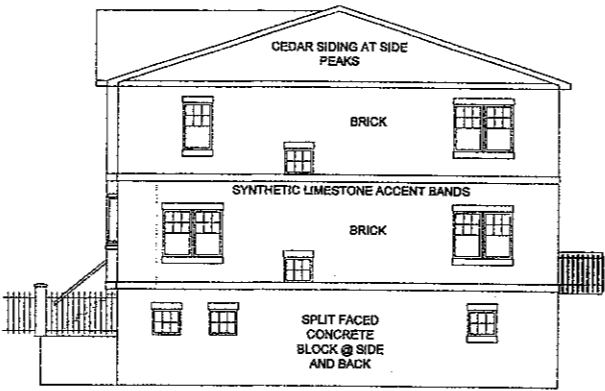 CEDAR SIDING AT SIDE
PEAKS
BRICK
SYNTHETIC LIMESTONE ACCENT BANDS
BRICK
SPLIT FACED
CONCRETE
BLOCK @ SIDE
AND BACK